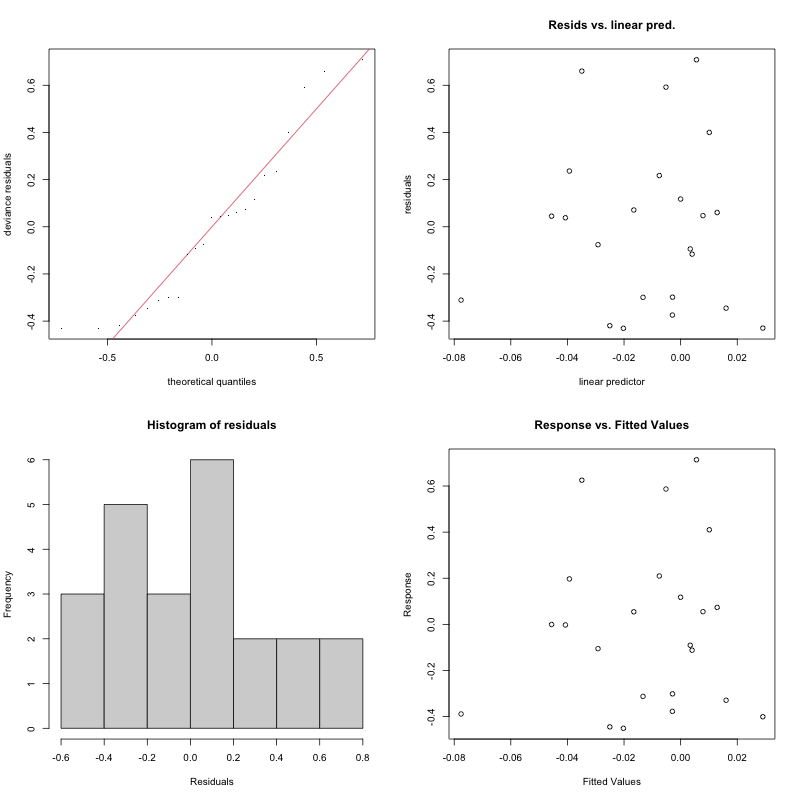 Resids vs. linear pred.
deviance residuals
0.6
0.4
0.2
0.0
-0.2
-0.4
-0.5 0.0 0.5
theoretical quantiles
residuals
0.6
0.4
0.2
0.0
-0.2
-0.4
-0.08 -0.06 -0.04 -0.02 0.00 0.02
linear predictor
Histogram of residuals
Frequency
6
5
4
3
2
1
0
-0.6 -0.4 -0.2 0.0 0.2 0.4 0.6 0.8
Residuals
Response vs. Fitted Values
Response
0.6
0.4
0.2
0.0
-0.2
-0.4
-0.08 -0.06 -0.04 -0.02 0.00 0.02
Fitted Values